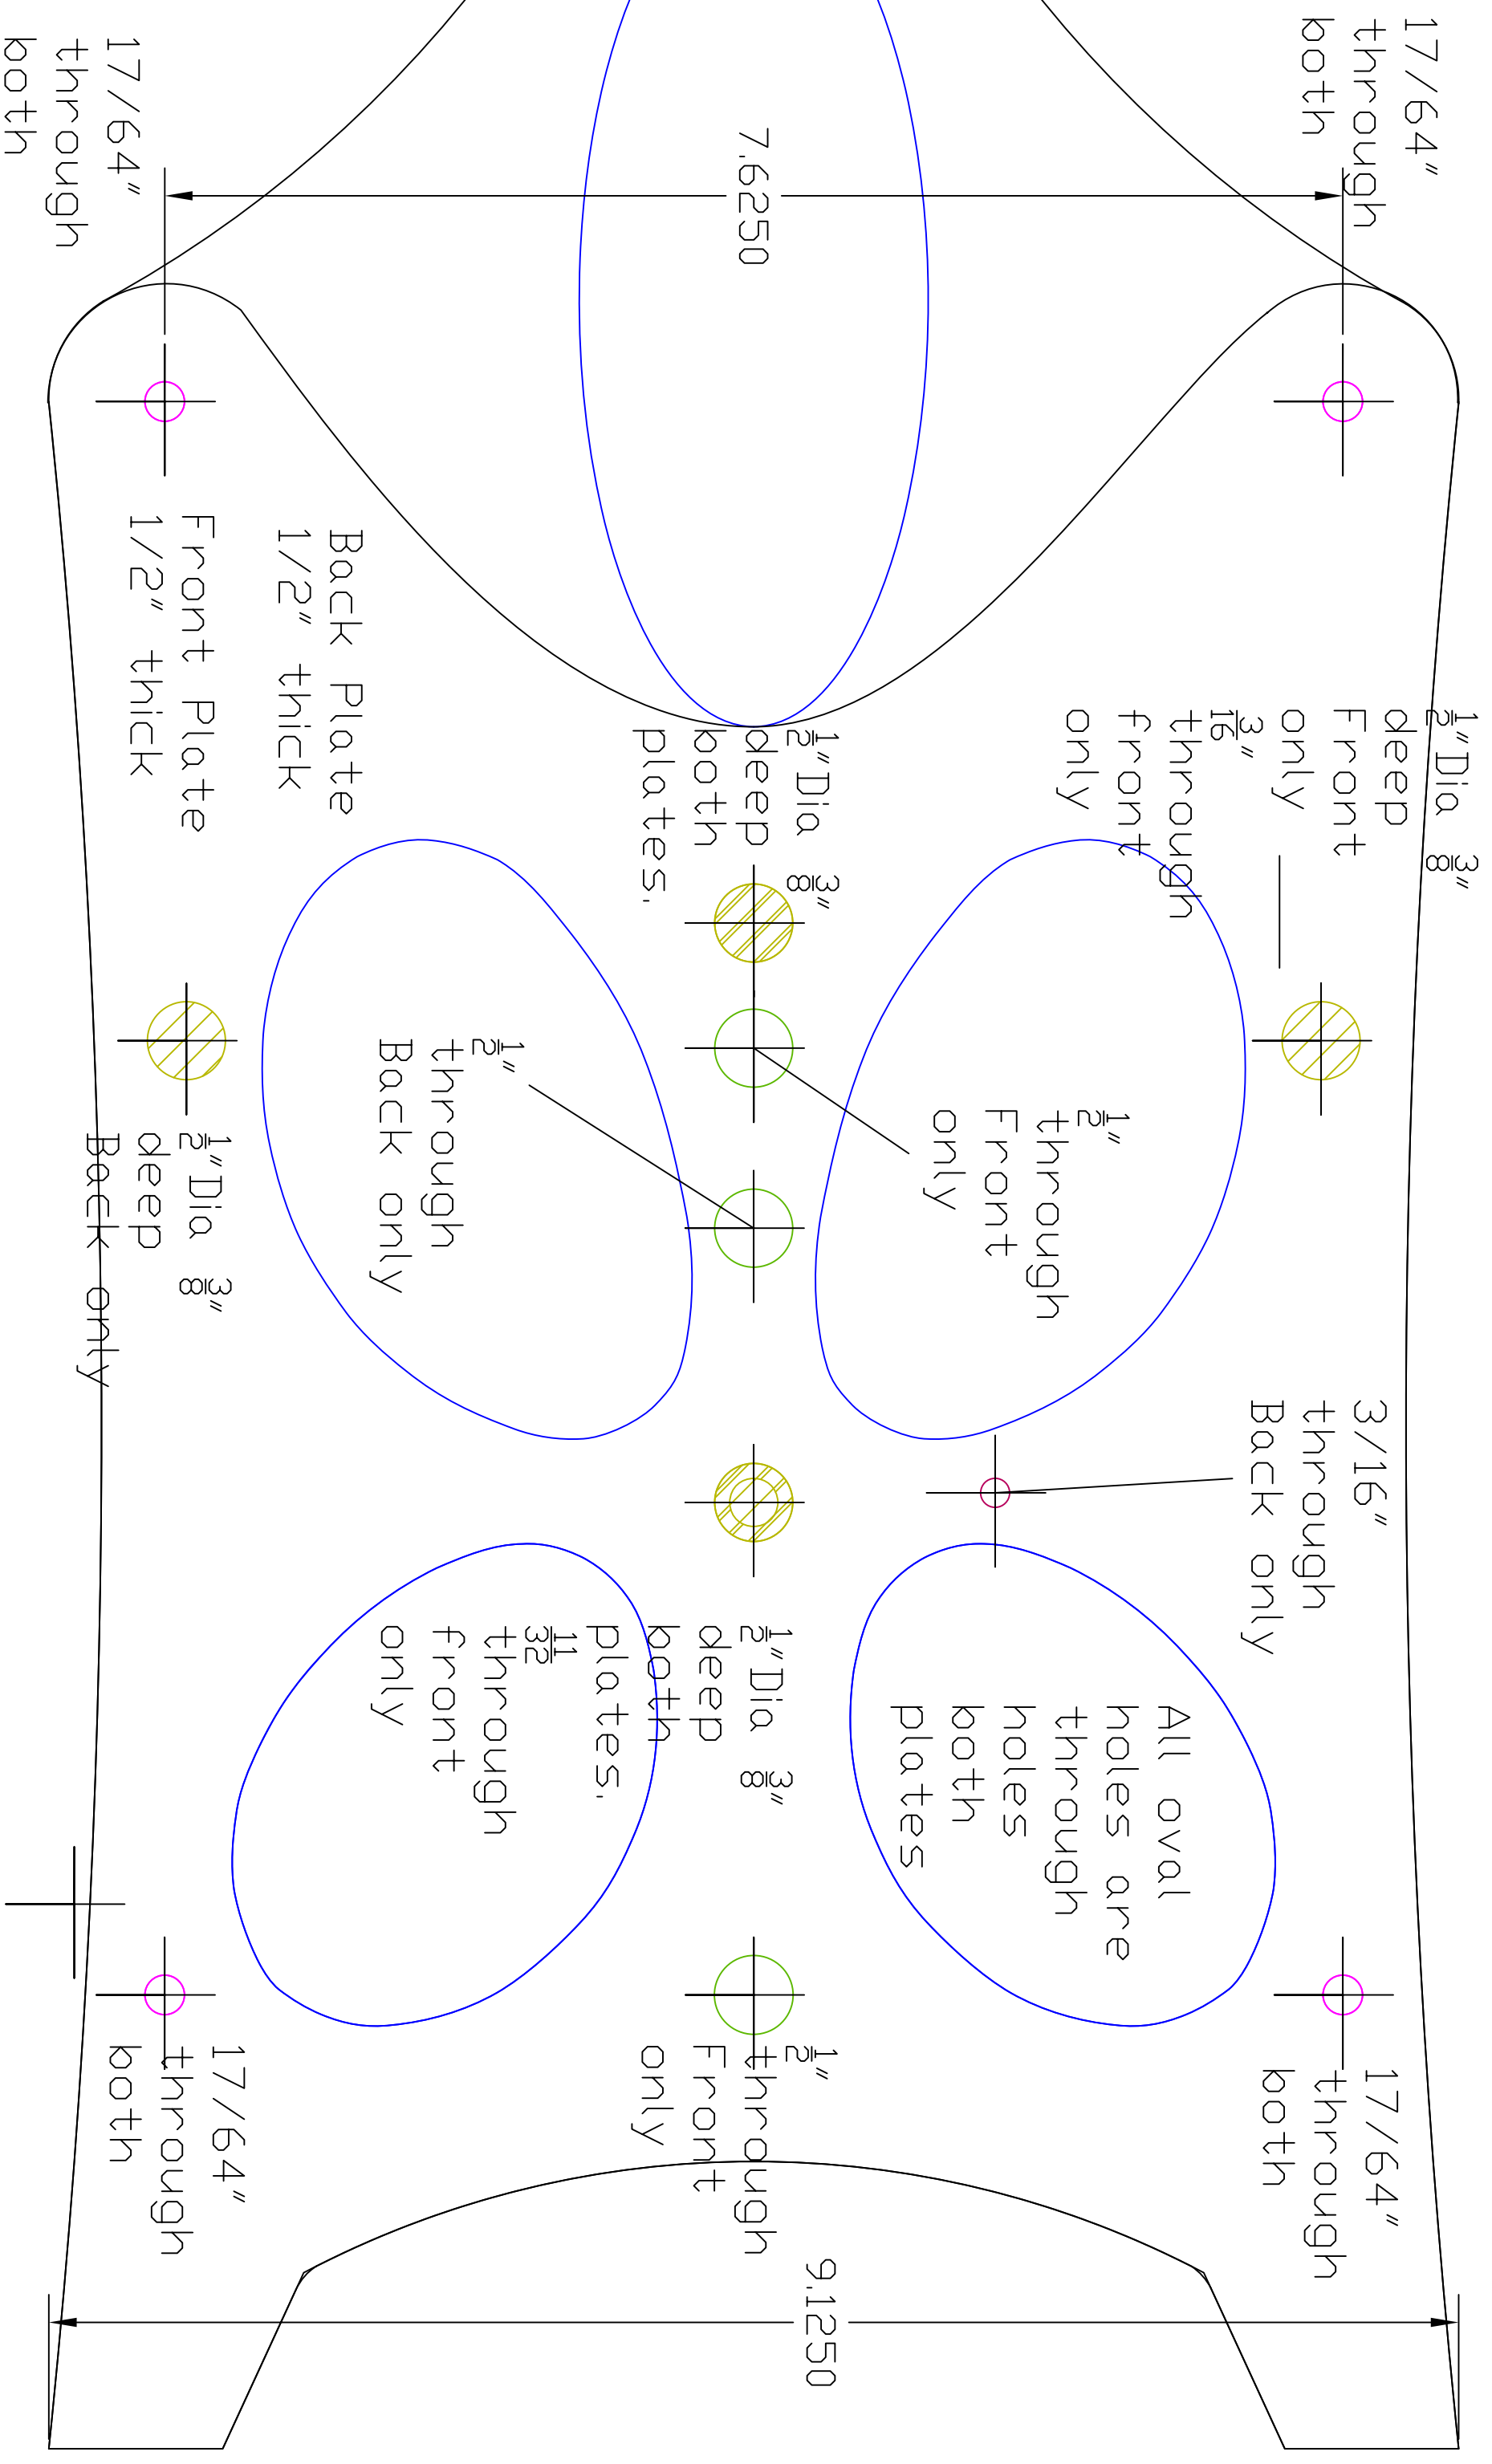 17/64"
through
both
17/64"
through
both
7.6250
Back Plate
1/2" thick
Front Plate
1/2" thick
1/2" Dia 3/8"
deep
Front
only
3/16"
through
front
only
1/2" Dia 3/8"
deep
both
plates.
1/2"
through
Back only
1/2"
through
Front
only
1/2" Dia 3/8"
deep
Back only
3/16"
through
Back only
1/2" Dia 3/8"
deep
both
plates.
11/32
through
front
only
All oval
holes are
through
holes
both
plates
17/64"
through
both
1/2"
through
Front
only
17/64"
through
both
9.1250